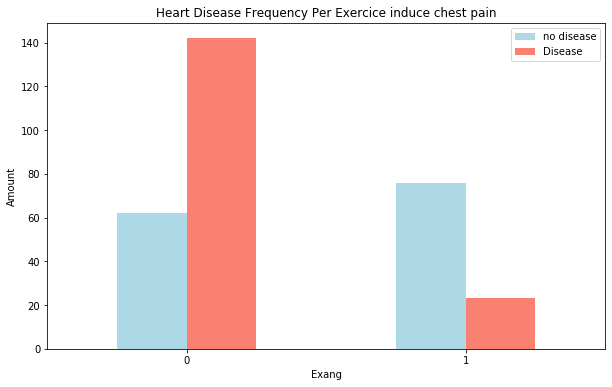 Heart Disease Frequency Per Exercice induce chest pain
no disease
Disease
Amount
140
120
100
80
60
40
20
0
0
1
Exang